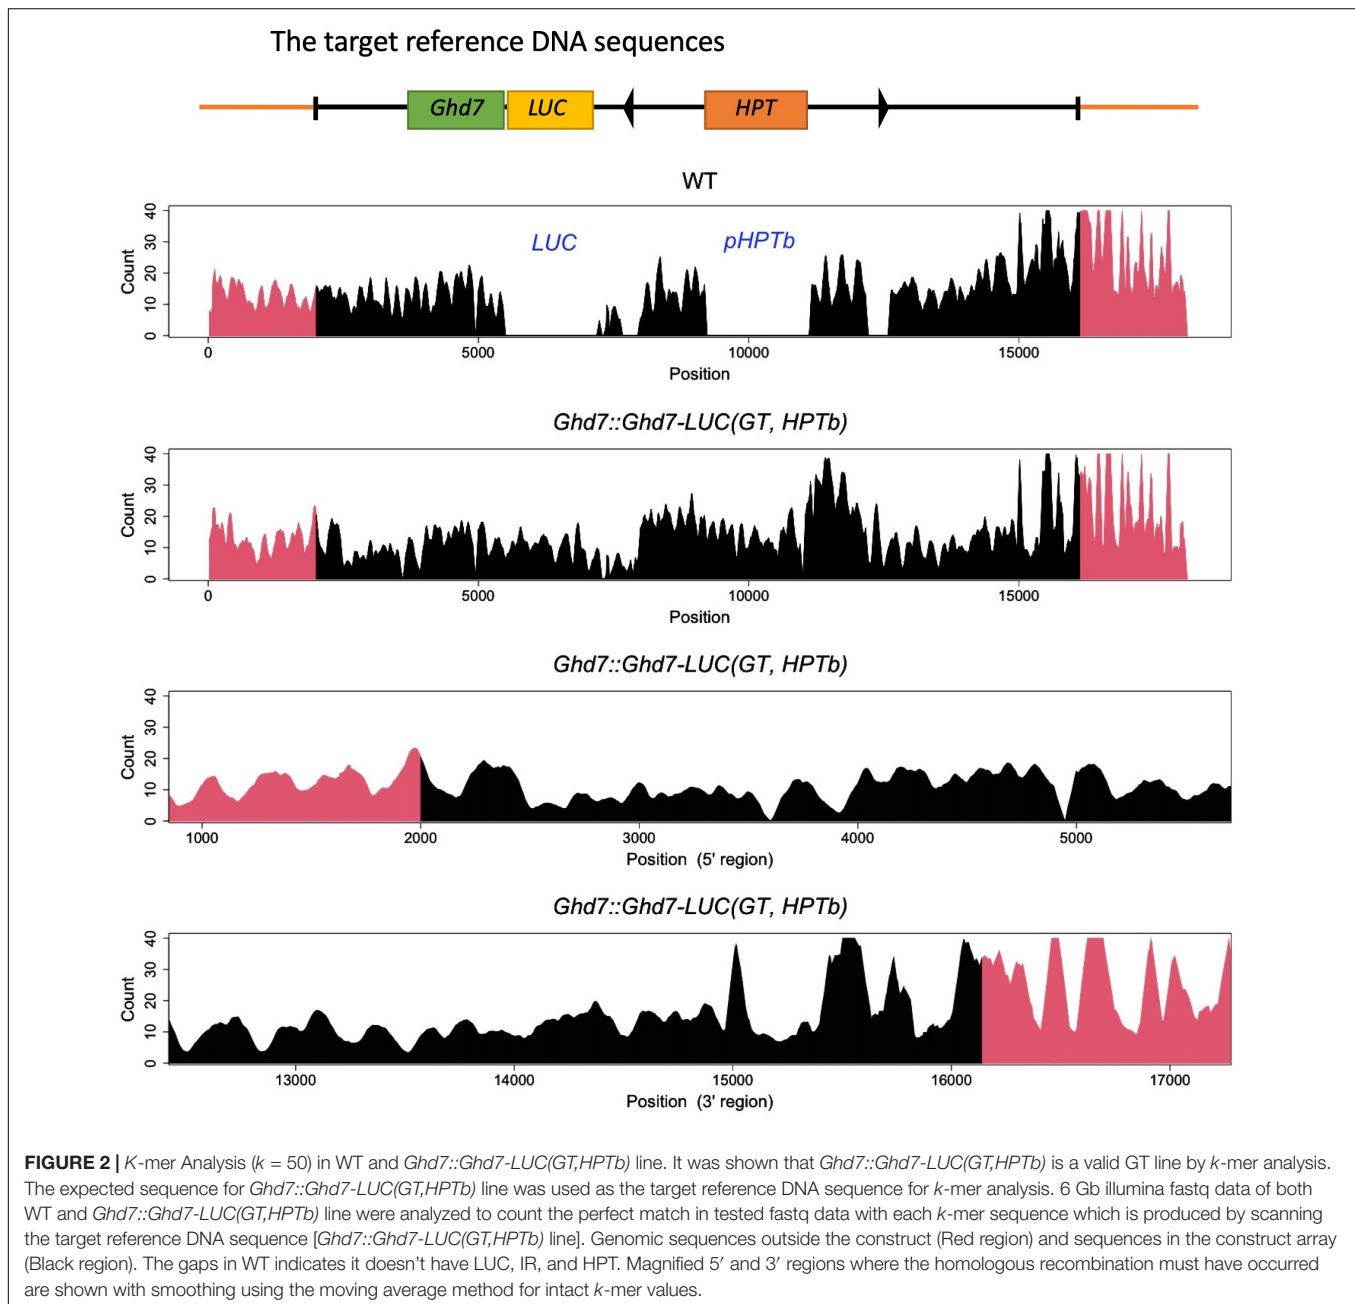 The target reference DNA sequences
Ghd7 LUC HPT
WT
40
30
20
10
0
Count
LUC pHPTb
0 5000 10000 15000
Position
Ghd7::Ghd7-LUC(GT, HPTb)
40
30
20
10
0
Count
0 5000 10000 15000
Position
Ghd7::Ghd7-LUC(GT, HPTb)
40
30
20
10
0
Count
1000 2000 3000 4000 5000
Position (5' region)
Ghd7::Ghd7-LUC(GT, HPTb)
40
30
20
10
0
Count
13000 14000 15000 16000 17000
Position (3' region)
FIGURE 2 | K-mer Analysis (k = 50) in WT and Ghd7::Ghd7-LUC(GT,HPTb) line. It was shown that Ghd7::Ghd7-LUC(GT,HPTb) is a valid GT line by k-mer analysis.
The expected sequence for Ghd7::Ghd7-LUC(GT,HPTb) line was used as the target reference DNA sequence for k-mer analysis. 6 Gb illumina fastq data of both
WT and Ghd7::Ghd7-LUC(GT,HPTb) line were analyzed to count the perfect match in tested fastq data with each k-mer sequence which is produced by scanning
the target reference DNA sequence [Ghd7::Ghd7-LUC(GT,HPTb) line]. Genomic sequences outside the construct (Red region) and sequences in the construct array
(Black region). The gaps in WT indicates it doesn't have LUC, IR, and HPT. Magnified 5′ and 3′ regions where the homologous recombination must have occurred
are shown with smoothing using the moving average method for intact k-mer values.